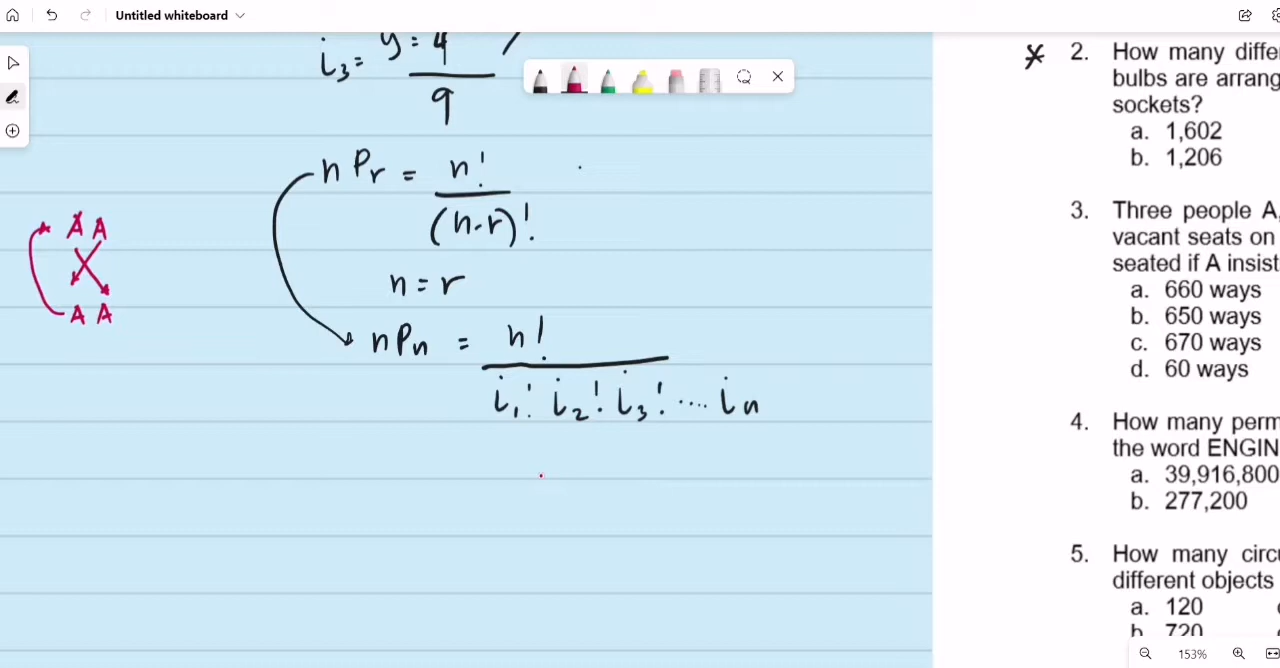 Untitled whiteboard
i₃ = y = 4
9
nPr = n!
(n-r)!
n = r
nPn = n!
i₁! i₂! i₃! .... in
A A
A A
* 2. How many diffe
bulbs are arrang
sockets?
a. 1,602
b. 1,206
3. Three people A,
vacant seats on
seated if A insist
a. 660 ways
b. 650 ways
c. 670 ways
d. 60 ways
4. How many perm
the word ENGIN
a. 39,916,800
b. 277,200
5. How many circu
different objects
a. 120
b. 720
153%